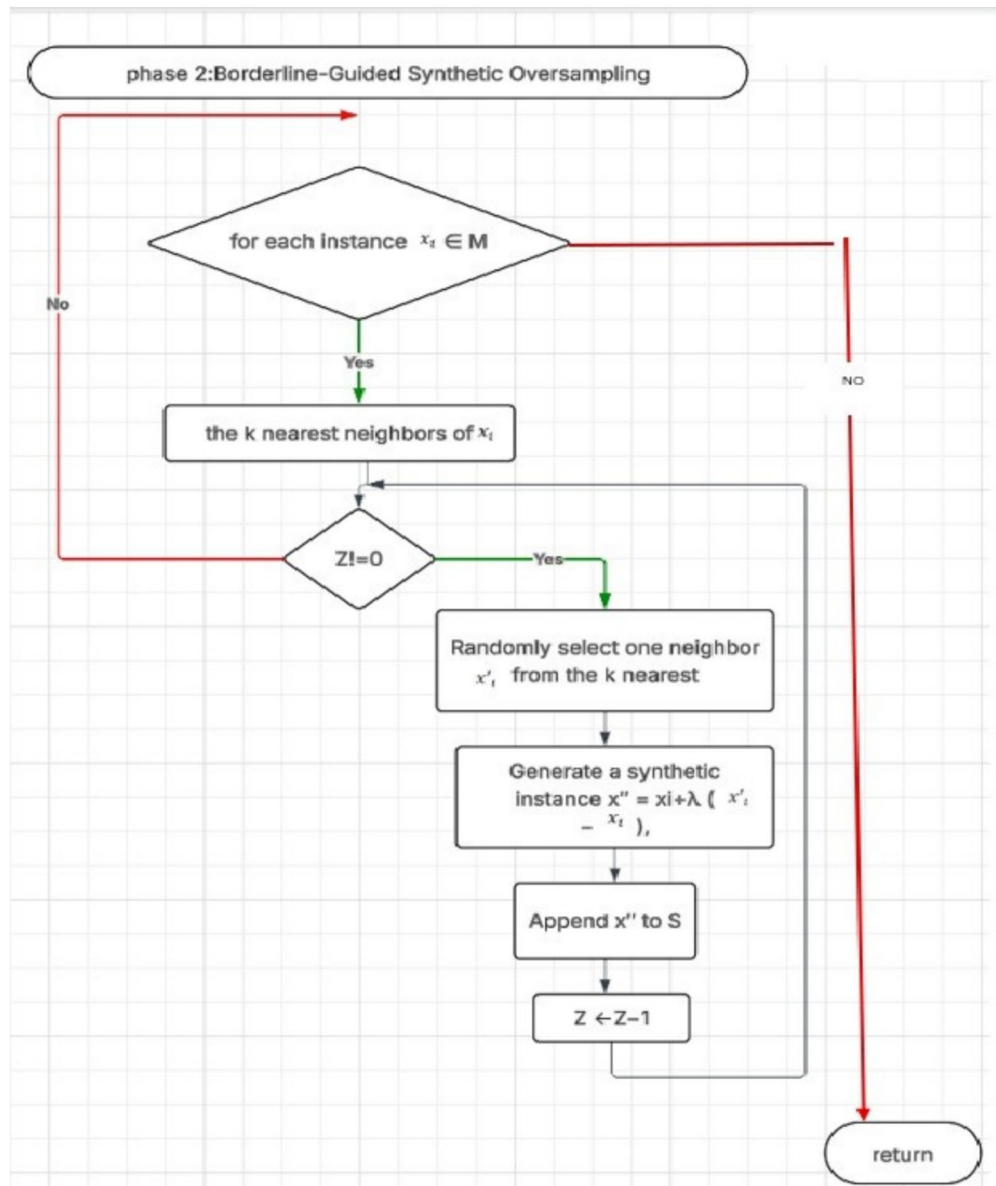 phase 2:Borderline-Guided Synthetic Oversampling
for each instance xᵢ ∈ M
No
Yes
NO
the k nearest neighbors of xᵢ
Z!=0
Yes
Randomly select one neighbor
x'ᵢ from the k nearest
Generate a synthetic
instance x'' = xi+λ ( x'ᵢ
− xᵢ ),
Append x'' to S
Z ←Z−1
return